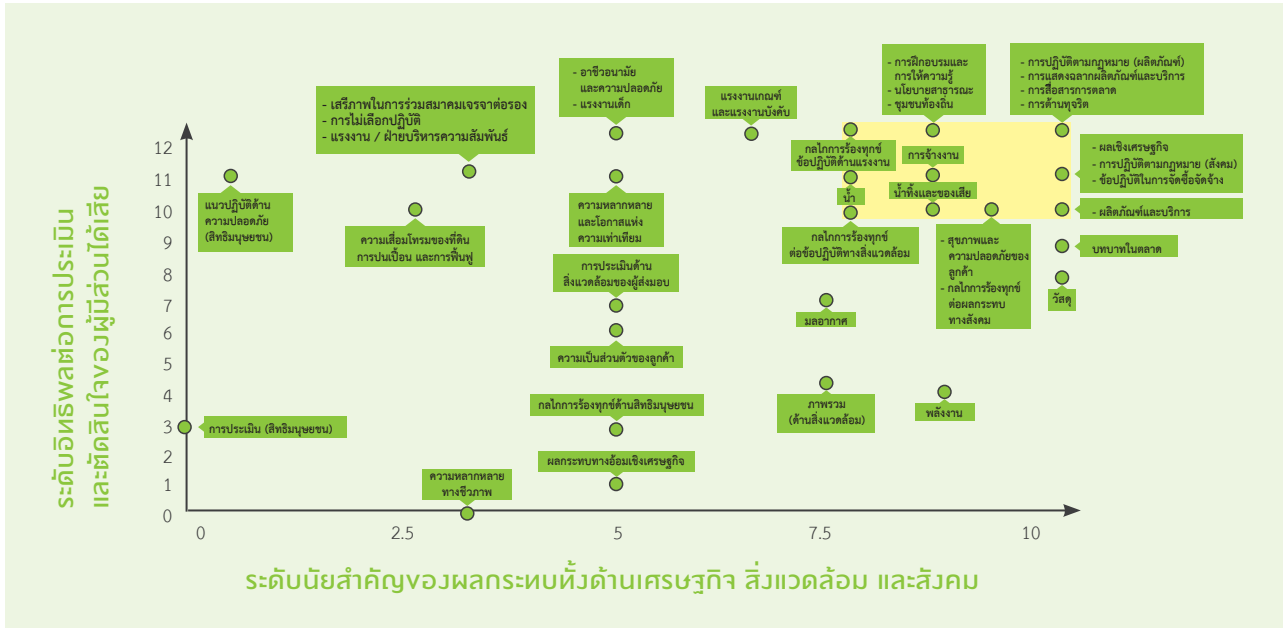 ระดับอิทธิพลต่อการประเมิน
และตัดสินใจของผู้มีส่วนได้เสีย
12
11
10
9
8
7
6
5
4
3
2
1
0
แนวปฏิบัติด้าน
ความปลอดภัย
(สิทธิมนุษยชน)
- เสรีภาพในการร่วมสมาคมเจรจาต่อรอง
- การไม่เลือกปฏิบัติ
- แรงงาน / ฝ่ายบริหารความสัมพันธ์
ความเสื่อมโทรมของที่ดิน
การปนเปื้อน และการฟื้นฟู
การประเมิน (สิทธิมนุษยชน)
ความหลากหลาย
ทางชีวภาพ
- อาชีวอนามัย
และความปลอดภัย
- แรงงานเด็ก
ความหลากหลาย
และโอกาสแห่ง
ความเท่าเทียม
การประเมินด้าน
สิ่งแวดล้อมของผู้ส่งมอบ
ความเป็นส่วนตัวของลูกค้า
กลไกการร้องทุกข์ด้านสิทธิมนุษยชน
ผลกระทบทางอ้อมเชิงเศรษฐกิจ
แรงงานเกณฑ์
และแรงงานบังคับ
กลไกการร้องทุกข์
ข้อปฏิบัติด้านแรงงาน
น้ำ
กลไกการร้องทุกข์
ต่อข้อปฏิบัติทางสิ่งแวดล้อม
มลอากาศ
ภาพรวม
(ด้านสิ่งแวดล้อม)
- การฝึกอบรมและ
การให้ความรู้
- นโยบายสาธารณะ
- ชุมชนท้องถิ่น
การจ้างงาน
น้ำทิ้งและของเสีย
- สุขภาพและ
ความปลอดภัยของ
ลูกค้า
- กลไกการร้องทุกข์
ต่อผลกระทบ
ทางสังคม
พลังงาน
- การปฏิบัติตามกฎหมาย (ผลิตภัณฑ์)
- การแสดงฉลากผลิตภัณฑ์และบริการ
- การสื่อสารการตลาด
- การต้านทุจริต
- ผลเชิงเศรษฐกิจ
- การปฏิบัติตามกฎหมาย (สังคม)
- ข้อปฏิบัติในการจัดซื้อจัดจ้าง
- ผลิตภัณฑ์และบริการ
บทบาทในตลาด
วัสดุ
0
2.5
5
7.5
10
ระดับนัยสำคัญของผลกระทบทั้งด้านเศรษฐกิจ สิ่งแวดล้อม และสังคม